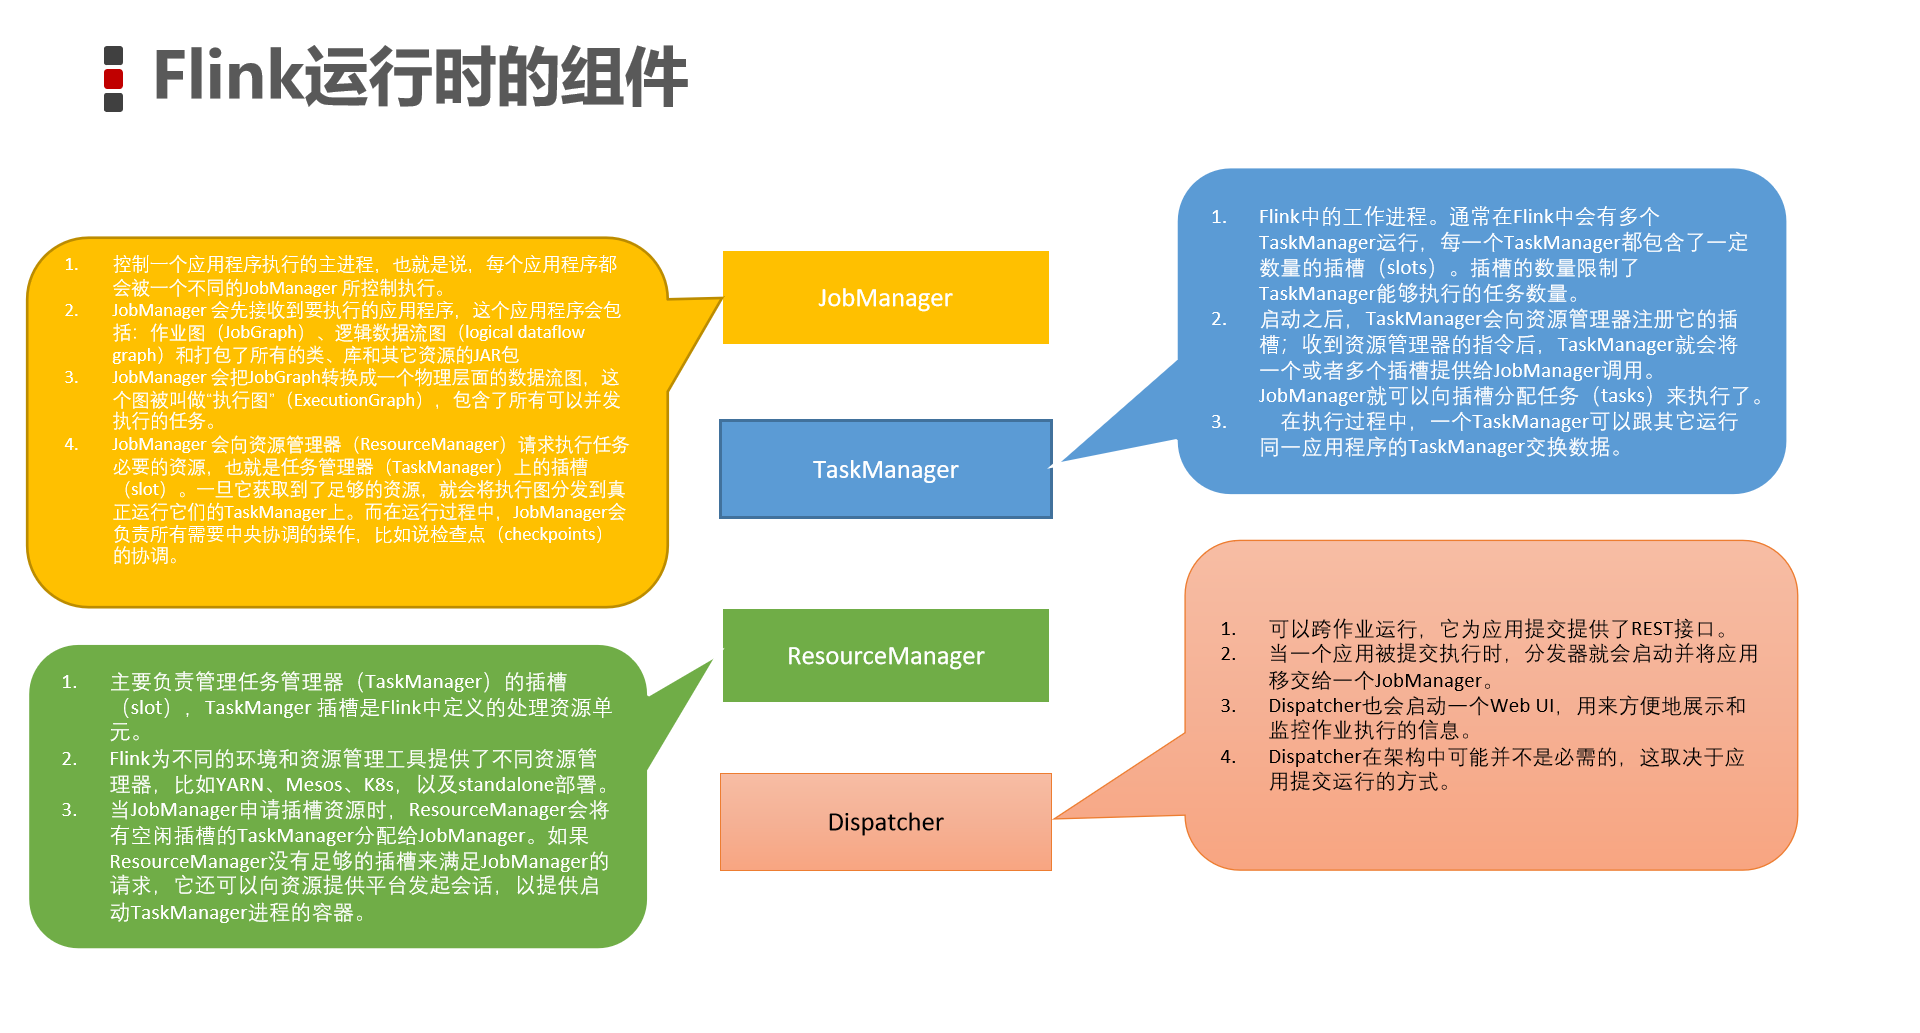 Flink运行时的组件
1. 控制一个应用程序执行的主进程，也就是说，每个应用程序都
会被一个不同的JobManager 所控制执行。
2. JobManager 会先接收到要执行的应用程序，这个应用程序会包
括：作业图（JobGraph）、逻辑数据流图（logical dataflow
graph）和打包了所有的类、库和其它资源的JAR包
3. JobManager 会把JobGraph转换成一个物理层面的数据流图，这
个图被叫做“执行图”（ExecutionGraph），包含了所有可以并发
执行的任务。
4. JobManager 会向资源管理器（ResourceManager）请求执行任务
必要的资源，也就是任务管理器（TaskManager）上的插槽
（slot）。一旦它获取到了足够的资源，就会将执行图分发到真
正运行它们的TaskManager上。而在运行过程中，JobManager会
负责所有需要中央协调的操作，比如说检查点（checkpoints）
的协调。
JobManager
1. Flink中的工作进程。通常在Flink中会有多个
TaskManager运行，每一个TaskManager都包含了一定
数量的插槽（slots）。插槽的数量限制了
TaskManager能够执行的任务数量。
2. 启动之后，TaskManager会向资源管理器注册它的插
槽；收到资源管理器的指令后，TaskManager就会将
一个或者多个插槽提供给JobManager调用。
JobManager就可以向插槽分配任务（tasks）来执行了。
3. 在执行过程中，一个TaskManager可以跟其它运行
同一应用程序的TaskManager交换数据。
TaskManager
1. 主要负责管理任务管理器（TaskManager）的插槽
（slot），TaskManger 插槽是Flink中定义的处理资源单
元。
2. Flink为不同的环境和资源管理工具提供了不同资源管
理器，比如YARN、Mesos、K8s，以及standalone部署。
3. 当JobManager申请插槽资源时，ResourceManager会将
有空闲插槽的TaskManager分配给JobManager。如果
ResourceManager没有足够的插槽来满足JobManager的
请求，它还可以向资源提供平台发起会话，以提供启
动TaskManager进程的容器。
ResourceManager
1. 可以跨作业运行，它为应用提交提供了REST接口。
2. 当一个应用被提交执行时，分发器就会启动并将应用
移交给一个JobManager。
3. Dispatcher也会启动一个Web UI，用来方便地展示和
监控作业执行的信息。
4. Dispatcher在架构中可能并不是必需的，这取决于应
用提交运行的方式。
Dispatcher